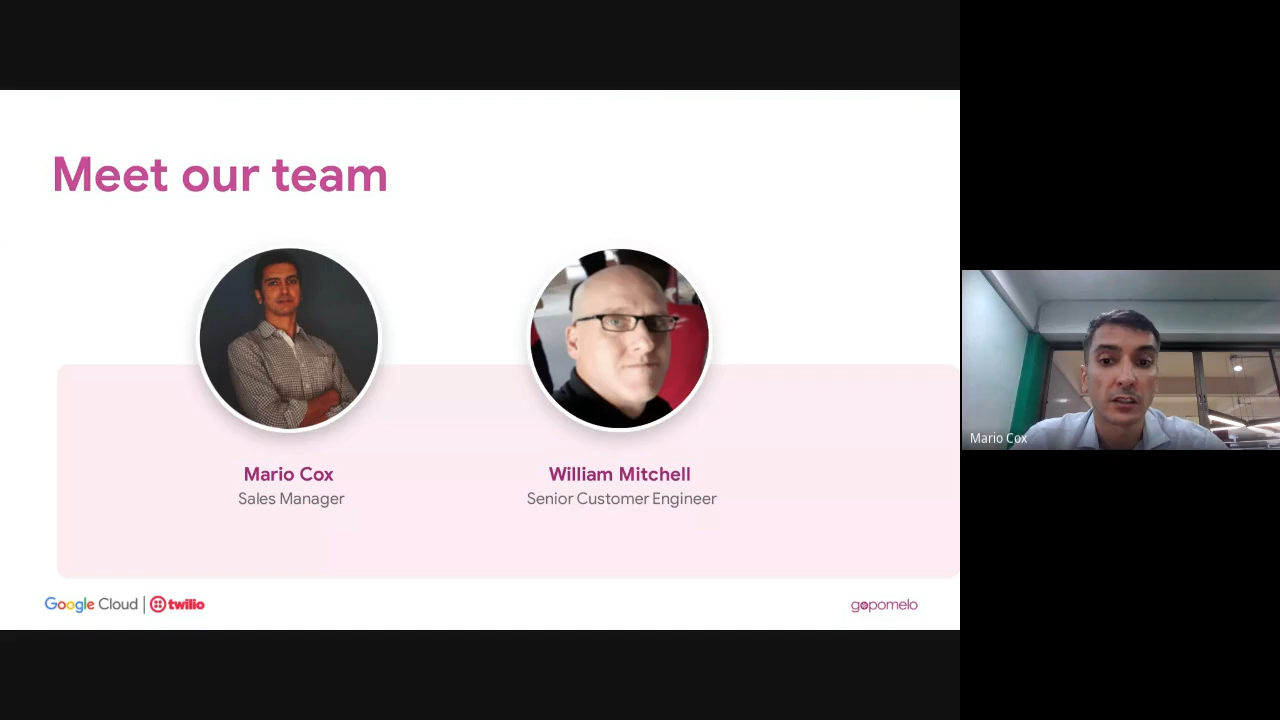 Meet our team
Mario Cox
Sales Manager
William Mitchell
Senior Customer Engineer
Google Cloud | twilio
gopomelo
Mario Cox